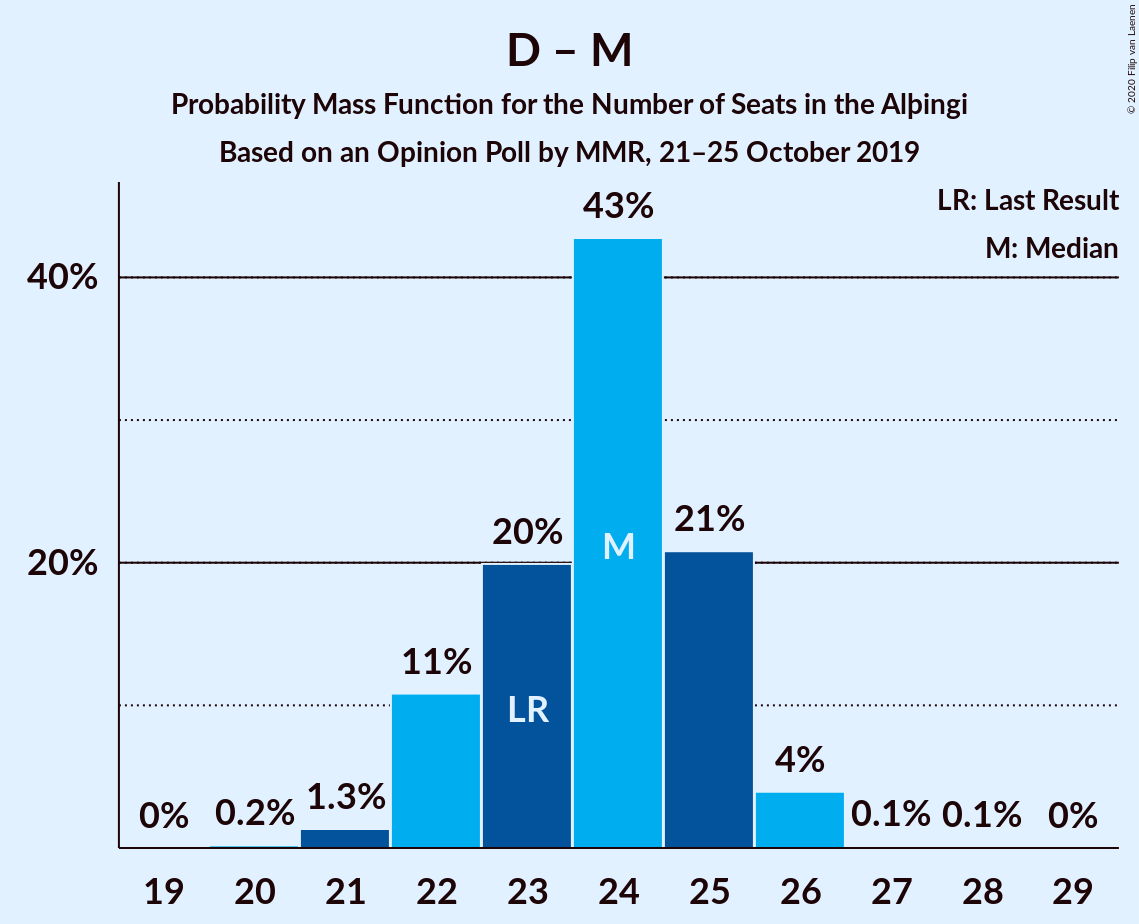 D – M
Probability Mass Function for the Number of Seats in the Alþingi
Based on an Opinion Poll by MMR, 21–25 October 2019
© 2020 Filip van Laenen
LR: Last Result
M: Median
43%
40%
21%
20%
M
20%
11%
LR
4%
1.3%
0%
0.2%
0.1%
0.1%
0%
19 20 21 22 23 24 25 26 27 28 29